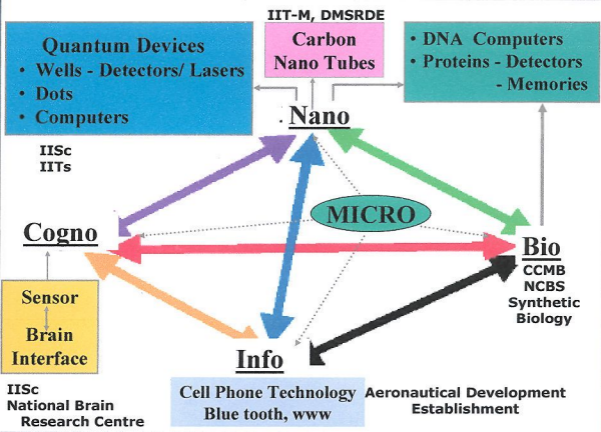 IIT-M, DMSRDE
Quantum Devices
• Wells - Detectors/ Lasers
• Dots
• Computers
Carbon
Nano Tubes
• DNA Computers
• Proteins - Detectors
- Memories
Nano
IISc
IITs
MICRO
Cogno
Bio
CCMB
NCBS
Synthetic
Biology
Sensor
Brain
Interface
Info
IISc
National Brain
Research Centre
Cell Phone Technology
Blue tooth, www
Aeronautical Development
Establishment